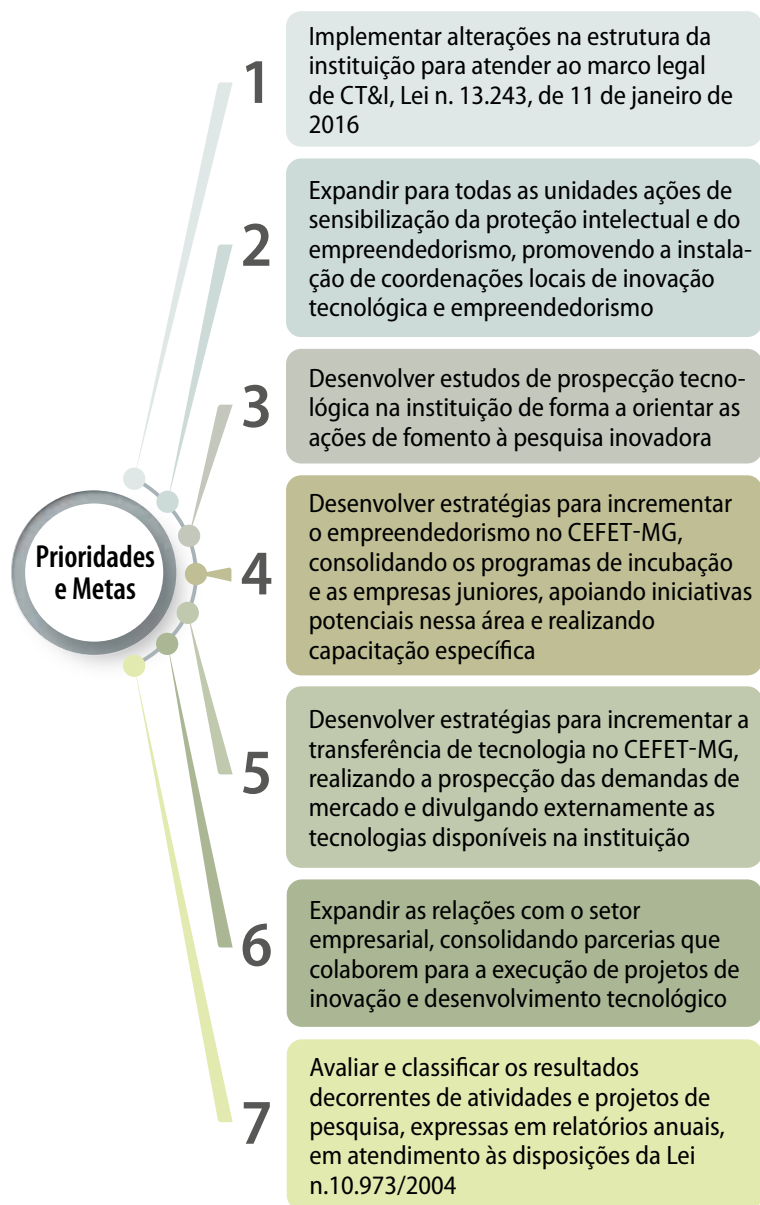 Prioridades
e Metas
1
Implementar alterações na estrutura da
instituição para atender ao marco legal
de CT&I, Lei n. 13.243, de 11 de janeiro de
2016
2
Expandir para todas as unidades ações de
sensibilização da proteção intelectual e do
empreendedorismo, promovendo a instala-
ção de coordenações locais de inovação
tecnológica e empreendedorismo
3
Desenvolver estudos de prospecção tecno-
lógica na instituição de forma a orientar as
ações de fomento à pesquisa inovadora
4
Desenvolver estratégias para incrementar
o empreendedorismo no CEFET-MG,
consolidando os programas de incubação
e as empresas juniores, apoiando iniciativas
potenciais nessa área e realizando
capacitação específica
5
Desenvolver estratégias para incrementar a
transferência de tecnologia no CEFET-MG,
realizando a prospecção das demandas de
mercado e divulgando externamente as
tecnologias disponíveis na instituição
6
Expandir as relações com o setor
empresarial, consolidando parcerias que
colaborem para a execução de projetos de
inovação e desenvolvimento tecnológico
7
Avaliar e classificar os resultados
decorrentes de atividades e projetos de
pesquisa, expressas em relatórios anuais,
em atendimento às disposições da Lei
n.10.973/2004